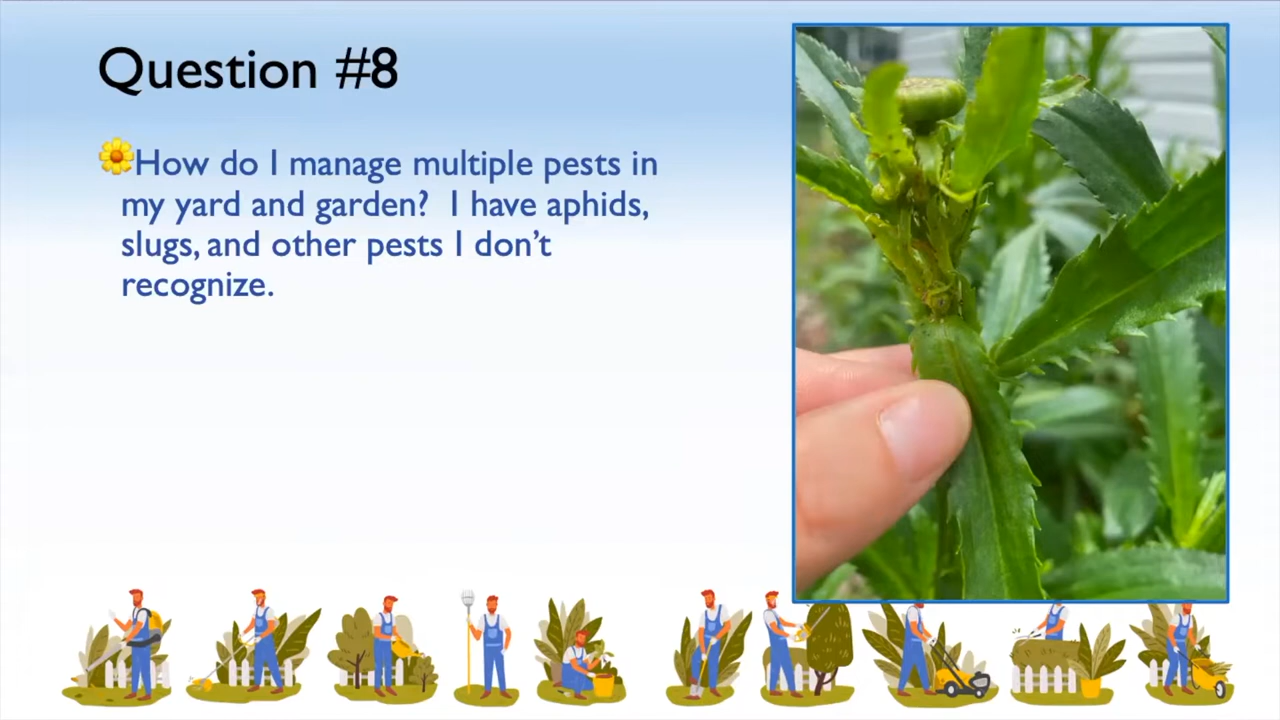 Question #8
How do I manage multiple pests in
my yard and garden? I have aphids,
slugs, and other pests I don’t
recognize.